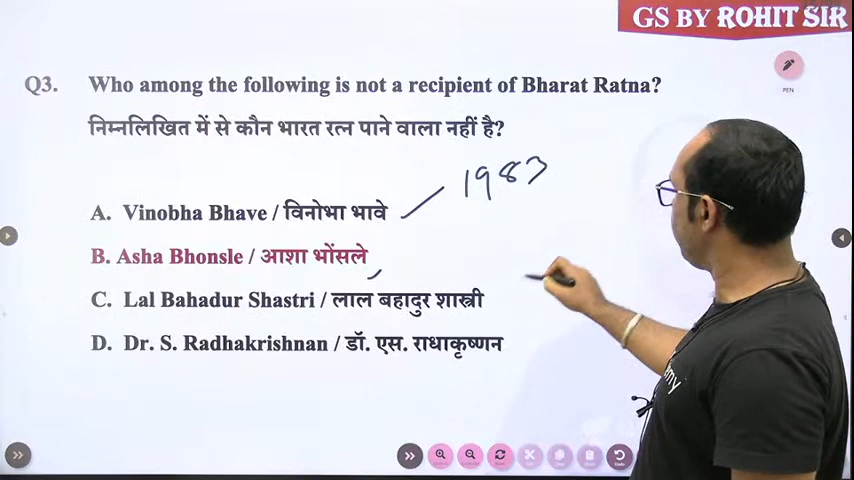 GS BY ROHIT SIR
Q3. Who among the following is not a recipient of Bharat Ratna?
निम्नलिखित में से कौन भारत रत्न पाने वाला नहीं है?
PEN
1983
A. Vinobha Bhave / विनोभा भावे
B. Asha Bhonsle / आशा भोंसले
C. Lal Bahadur Shastri / लाल बहादुर शास्त्री
D. Dr. S. Radhakrishnan / डॉ. एस. राधाकृष्णन